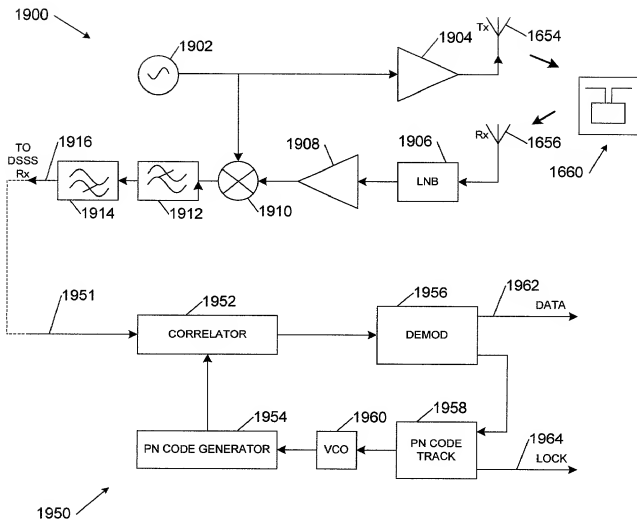 1900
1902
1904
Tx
1654
1916
TO
DSSS
Rx
1914
1912
1910
1908
1906
LNB
Rx
1656
1660
1951
1952
CORRELATOR
1956
DEMOD
1962
DATA
1954
PN CODE GENERATOR
1960
VCO
1958
PN CODE
TRACK
1964
LOCK
1950